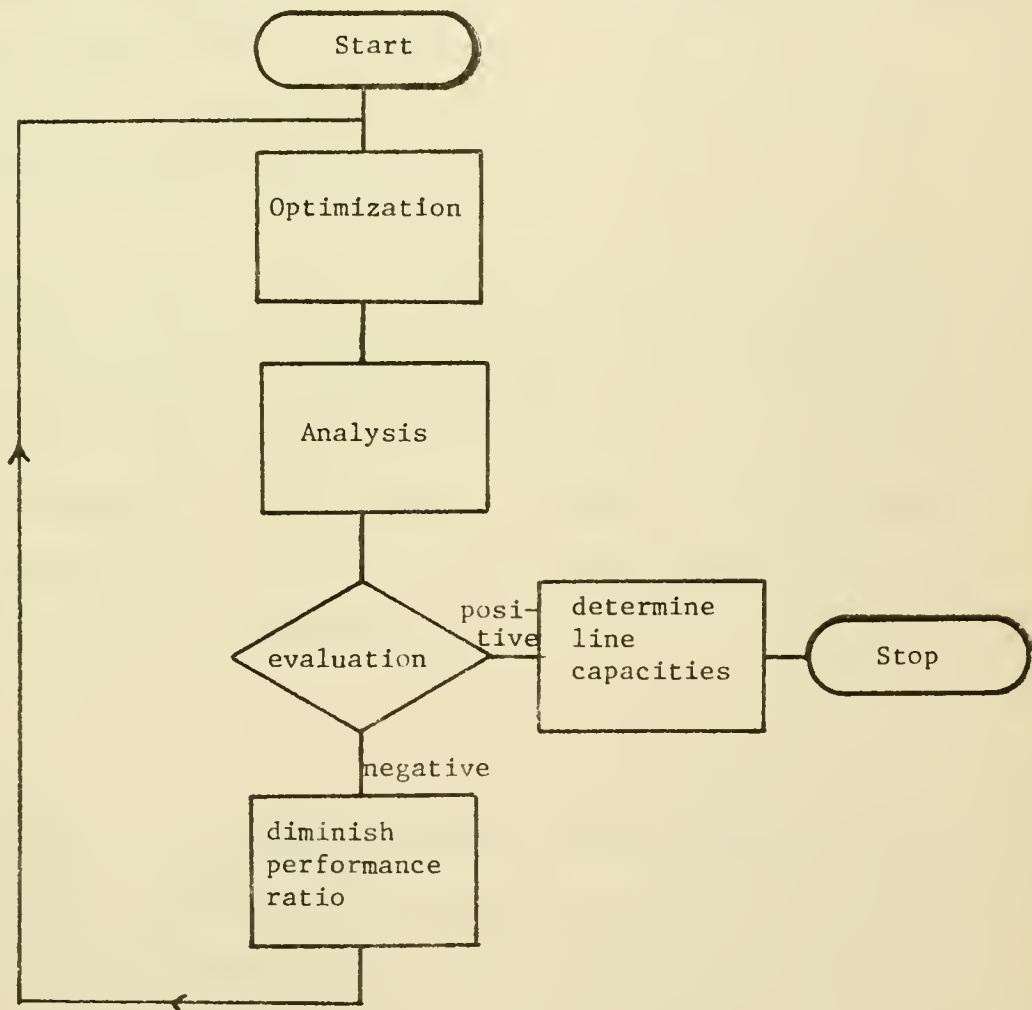 Start
Optimization
Analysis
evaluation
posi-
tive
determine
line
capacities
Stop
negative
diminish
performance
ratio